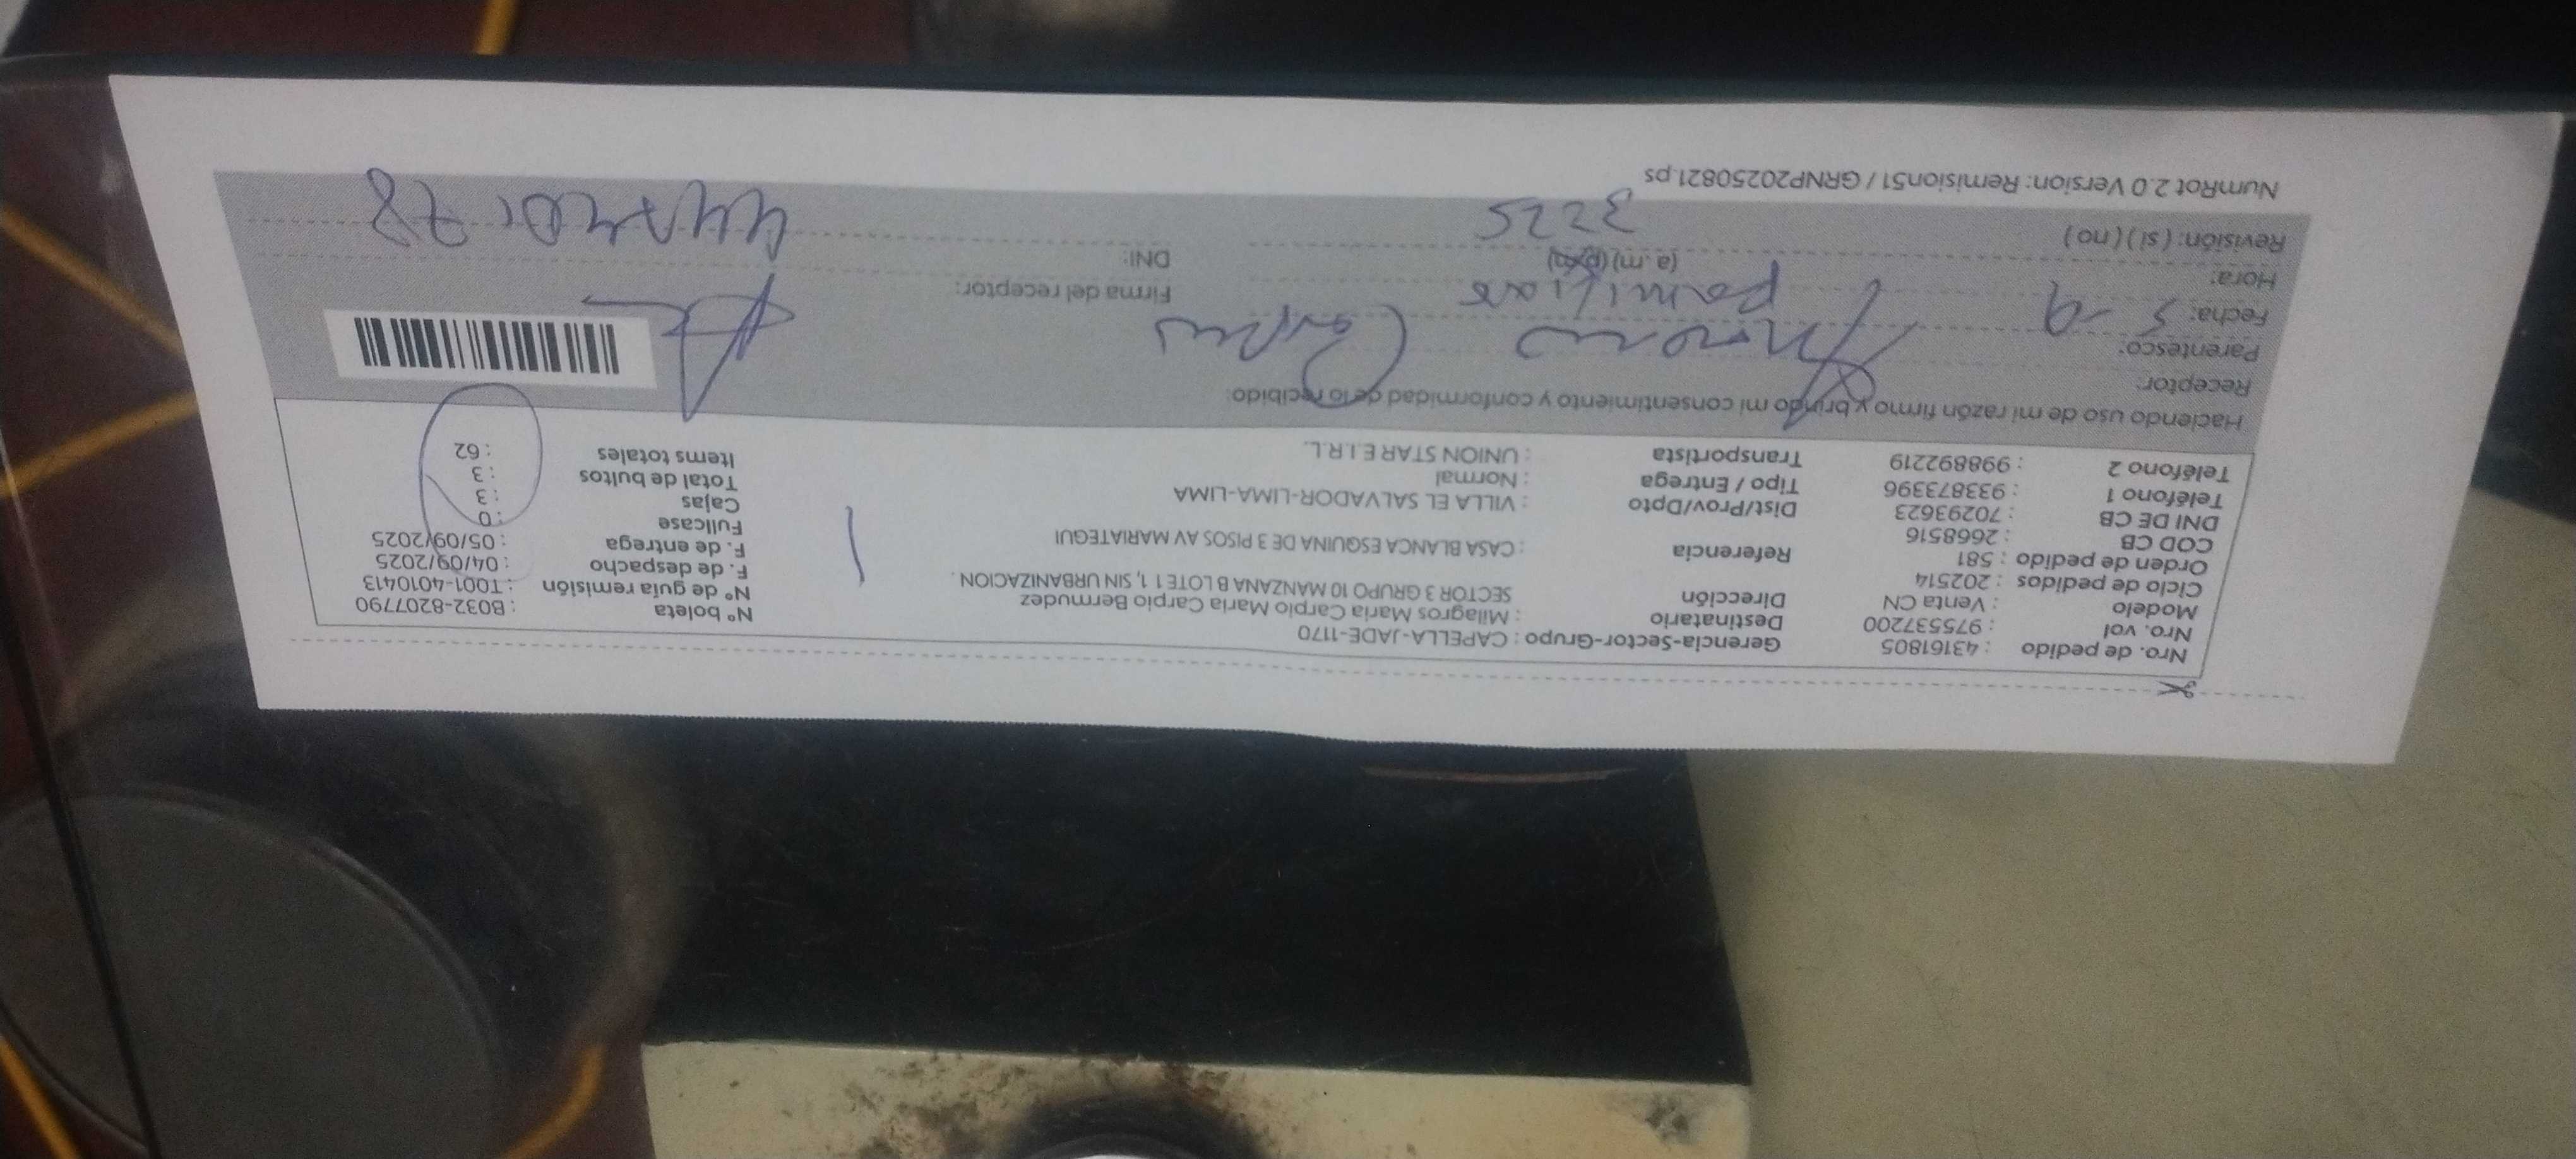 Nro. de pedido : 43161805 Gerencia-Sector-Grupo : CAPELLA-JADE-1170
Nro. vol : 975537200 Destinatario : Milagros Maria Carpio Maria Carpio Bermudez Nº boleta : B032-8207790
Modelo : Venta CN Dirección SECTOR 3 GRUPO 10 MANZANA B LOTE 1 1, SIN URBANIZACION . Nº de guía remisión : T001-4010413
Ciclo de pedidos : 202514 F. de despacho : 04/09/2025
Orden de pedido : 581 Referencia : CASA BLANCA ESQUINA DE 3 PISOS AV MARIATEGUI F. de entrega : 05/09/2025
COD CB : 2668516 Fullcase : 0
DNI DE CB : 70293623 Dist/Prov/Dpto : VILLA EL SALVADOR-LIMA-LIMA Cajas : 3
Teléfono 1 : 933873396 Tipo / Entrega : Normal Total de bultos : 3
Teléfono 2 : 998892219 Transportista : UNION STAR E.I.R.L. Items totales : 62
Haciendo uso de mi razón firmo y brindo mi consentimiento y conformidad de lo recibido:
Receptor:
Parentesco: familiar
Fecha: 5-9 Firma del receptor:
Hora: (a.m) (p.m) DNI:
Revisión: ( si ) ( no ) 3225
NumRot 2.0 Version: Remision51 / GRNP20250821.ps